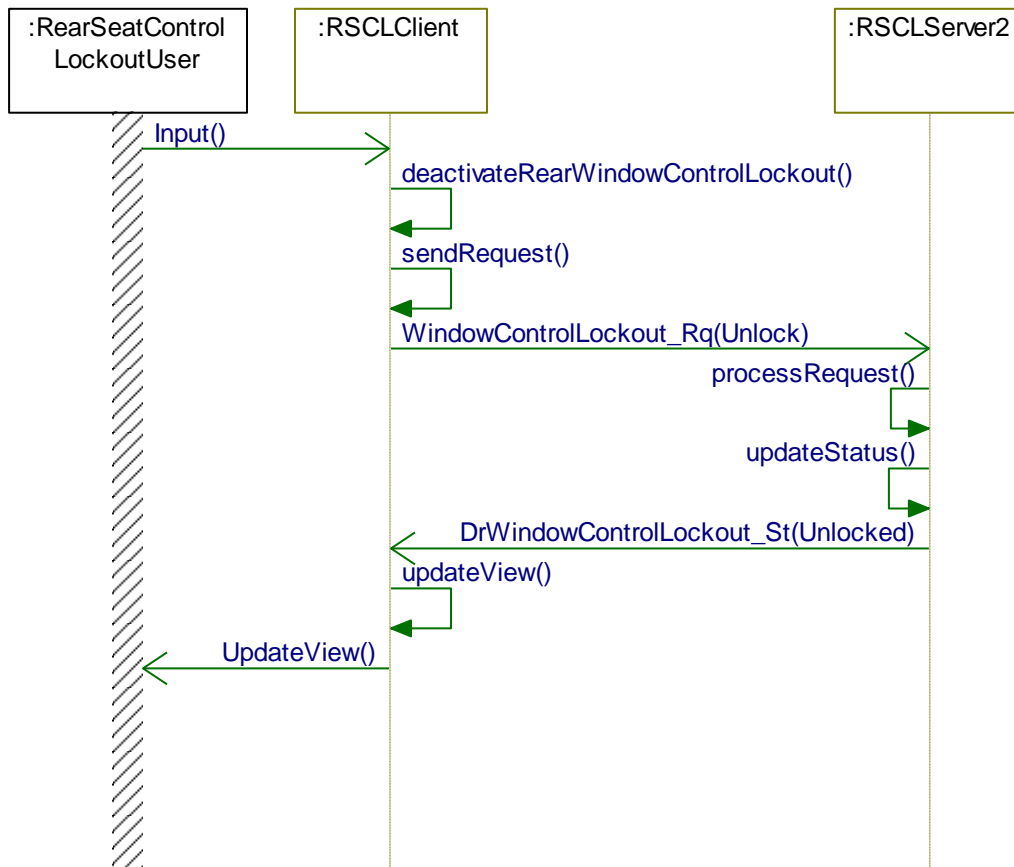 :RearSeatControl
LockoutUser
:RSCLClient
:RSCLServer2
Input()
deactivateRearWindowControlLockout()
sendRequest()
WindowControlLockout_Rq(Unlock)
processRequest()
updateStatus()
DrWindowControlLockout_St(Unlocked)
updateView()
UpdateView()